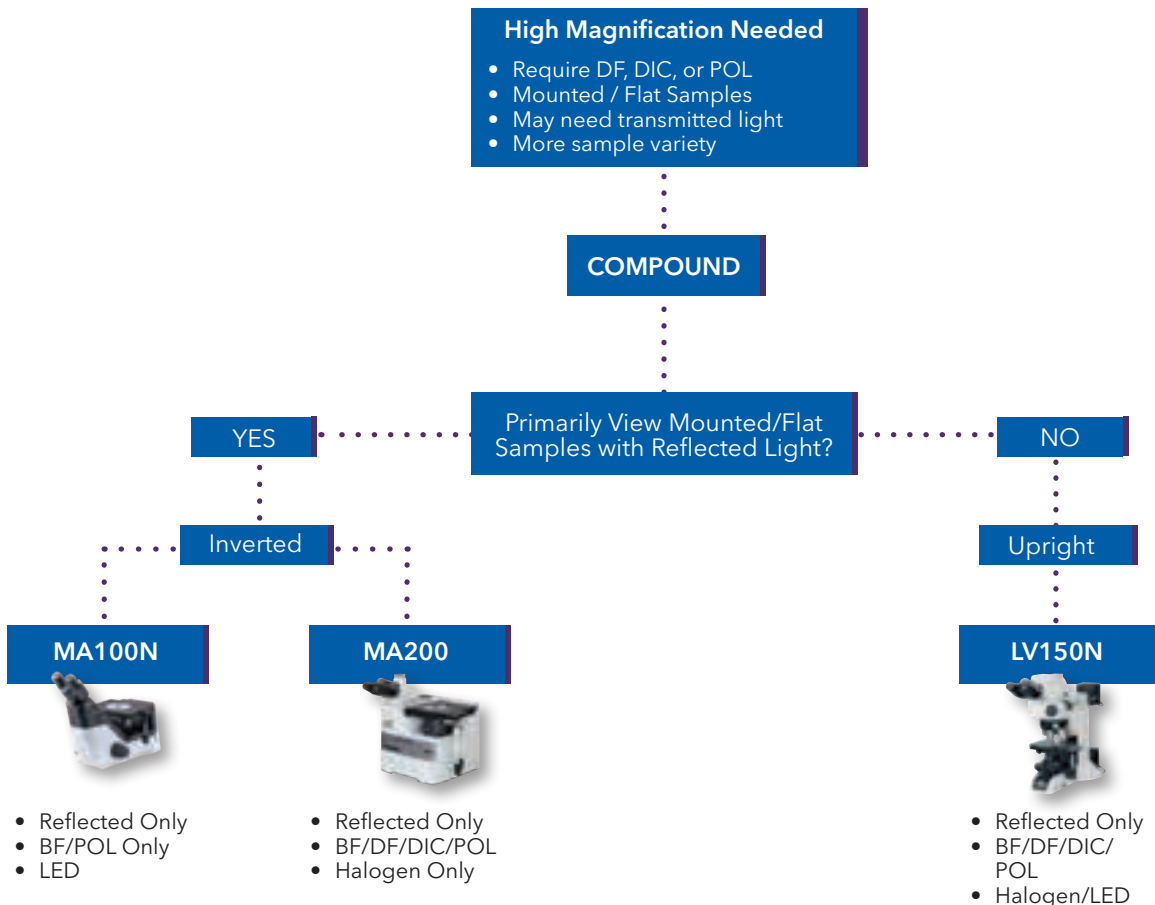 High Magnification Needed
• Require DF, DIC, or POL
• Mounted / Flat Samples
• May need transmitted light
• More sample variety
COMPOUND
Primarily View Mounted/Flat
Samples with Reflected Light?
YES
NO
Inverted
Upright
MA100N
MA200
LV150N
• Reflected Only
• BF/POL Only
• LED
• Reflected Only
• BF/DF/DIC/POL
• Halogen Only
• Reflected Only
• BF/DF/DIC/
POL
• Halogen/LED